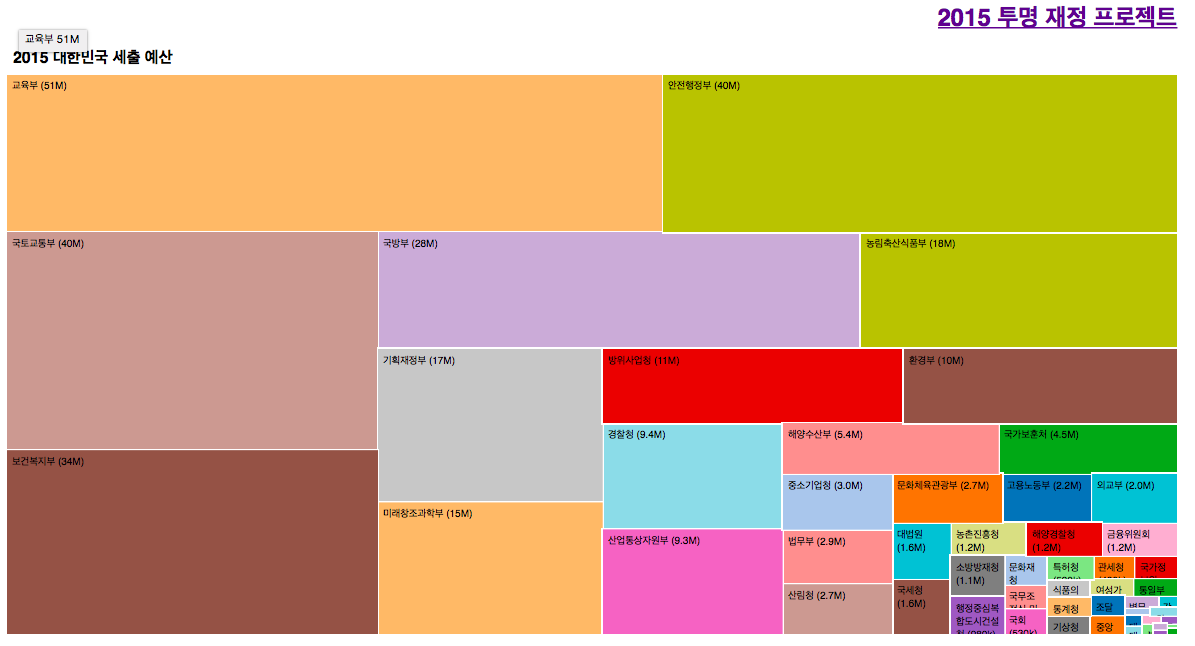 2015 투명 재정 프로젝트
교육부 51M
2015 대한민국 세출 예산
교육부 (51M)
안전행정부 (40M)
국토교통부 (40M)
국방부 (28M)
농림축산식품부 (18M)
기획재정부 (17M)
방위사업청 (11M)
환경부 (10M)
경찰청 (9.4M)
해양수산부 (5.4M)
국가보훈처 (4.5M)
보건복지부 (34M)
중소기업청 (3.0M)
문화체육관광부 (2.7M)
고용노동부 (2.2M)
외교부 (2.0M)
미래창조과학부 (15M)
산업통상자원부 (9.3M)
법무부 (2.9M)
대법원
(1.6M)
농촌진흥청
(1.2M)
해양경찰청
(1.2M)
금융위원회
(1.2M)
소방방재청
(1.1M)
문화재
청
특허청
관세청
국가정
산림청 (2.7M)
국세청
(1.6M)
국무조
식품의
여성가
통일부
행정중심복
합도시건설
국회
(530k)
통계청
조달
기상청
중앙